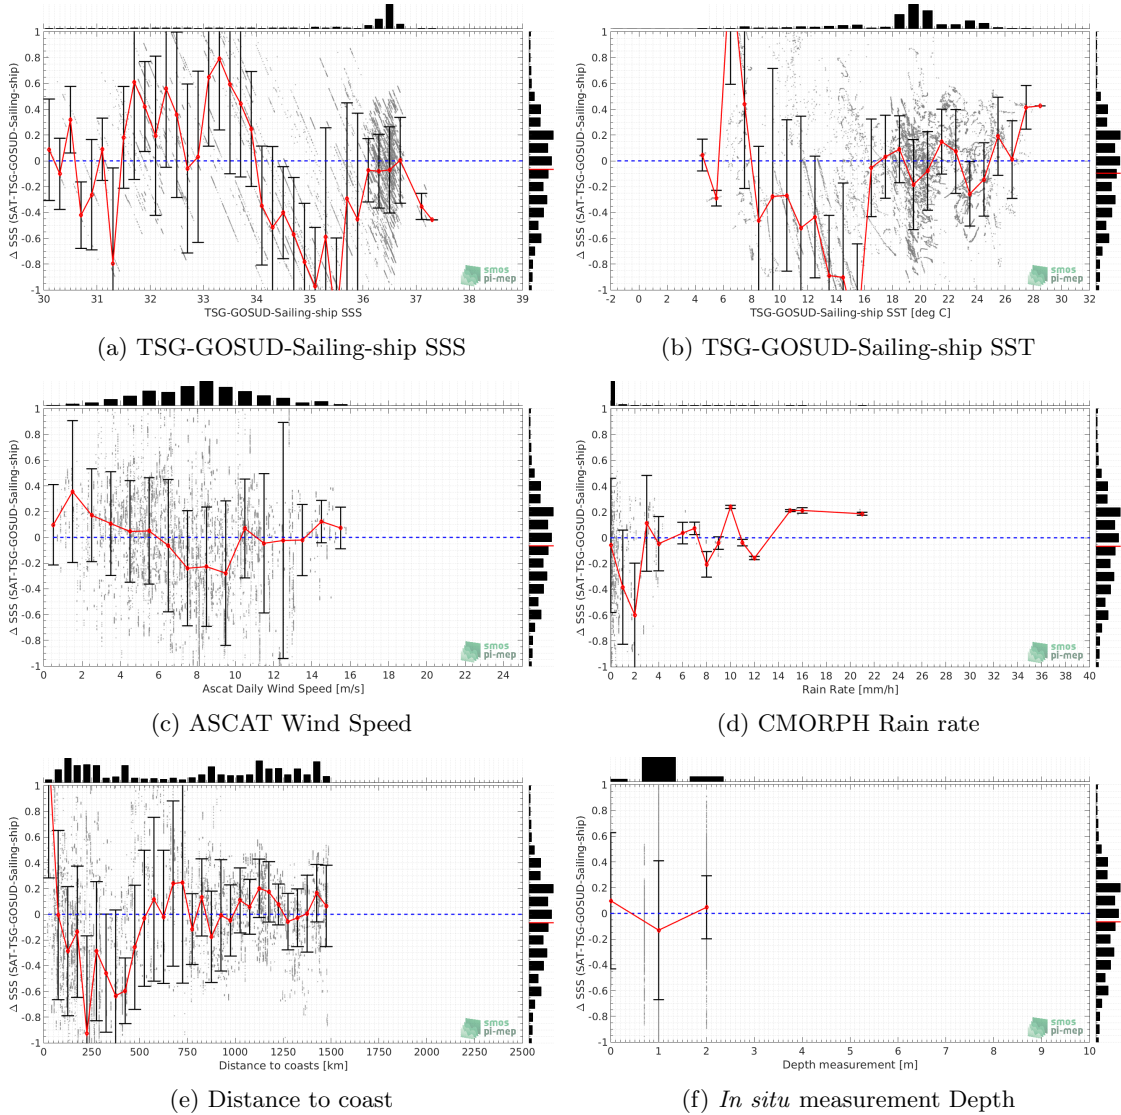 Δ SSS (SAT-TSG-GOSUD-Sailing-ship)
1
0.8
0.6
0.4
0.2
0
-0.2
-0.4
-0.6
-0.8
-1
30 31 32 33 34 35 36 37 38 39
TSG-GOSUD-Sailing-ship SSS
smos
pi-mep
(a) TSG-GOSUD-Sailing-ship SSS
Δ SSS (SAT-TSG-GOSUD-Sailing-ship)
1
0.8
0.6
0.4
0.2
0
-0.2
-0.4
-0.6
-0.8
-1
-2 0 2 4 6 8 10 12 14 16 18 20 22 24 26 28 30 32
TSG-GOSUD-Sailing-ship SST [deg C]
smos
pi-mep
(b) TSG-GOSUD-Sailing-ship SST
Δ SSS (SAT-TSG-GOSUD-Sailing-ship)
1
0.8
0.6
0.4
0.2
0
-0.2
-0.4
-0.6
-0.8
-1
0 2 4 6 8 10 12 14 16 18 20 22 24
Ascat Daily Wind Speed [m/s]
smos
pi-mep
(c) ASCAT Wind Speed
Δ SSS (SAT-TSG-GOSUD-Sailing-ship)
1
0.8
0.6
0.4
0.2
0
-0.2
-0.4
-0.6
-0.8
-1
0 2 4 6 8 10 12 14 16 18 20 22 24 26 28 30 32 34 36 38 40
Rain Rate [mm/h]
smos
pi-mep
(d) CMORPH Rain rate
Δ SSS (SAT-TSG-GOSUD-Sailing-ship)
1
0.8
0.6
0.4
0.2
0
-0.2
-0.4
-0.6
-0.8
-1
0 250 500 750 1000 1250 1500 1750 2000 2250 2500
Distance to coasts [km]
smos
pi-mep
(e) Distance to coast
Δ SSS (SAT-TSG-GOSUD-Sailing-ship)
1
0.8
0.6
0.4
0.2
0
-0.2
-0.4
-0.6
-0.8
-1
0 1 2 3 4 5 6 7 8 9 10
Depth measurement [m]
smos
pi-mep
(f) In situ measurement Depth